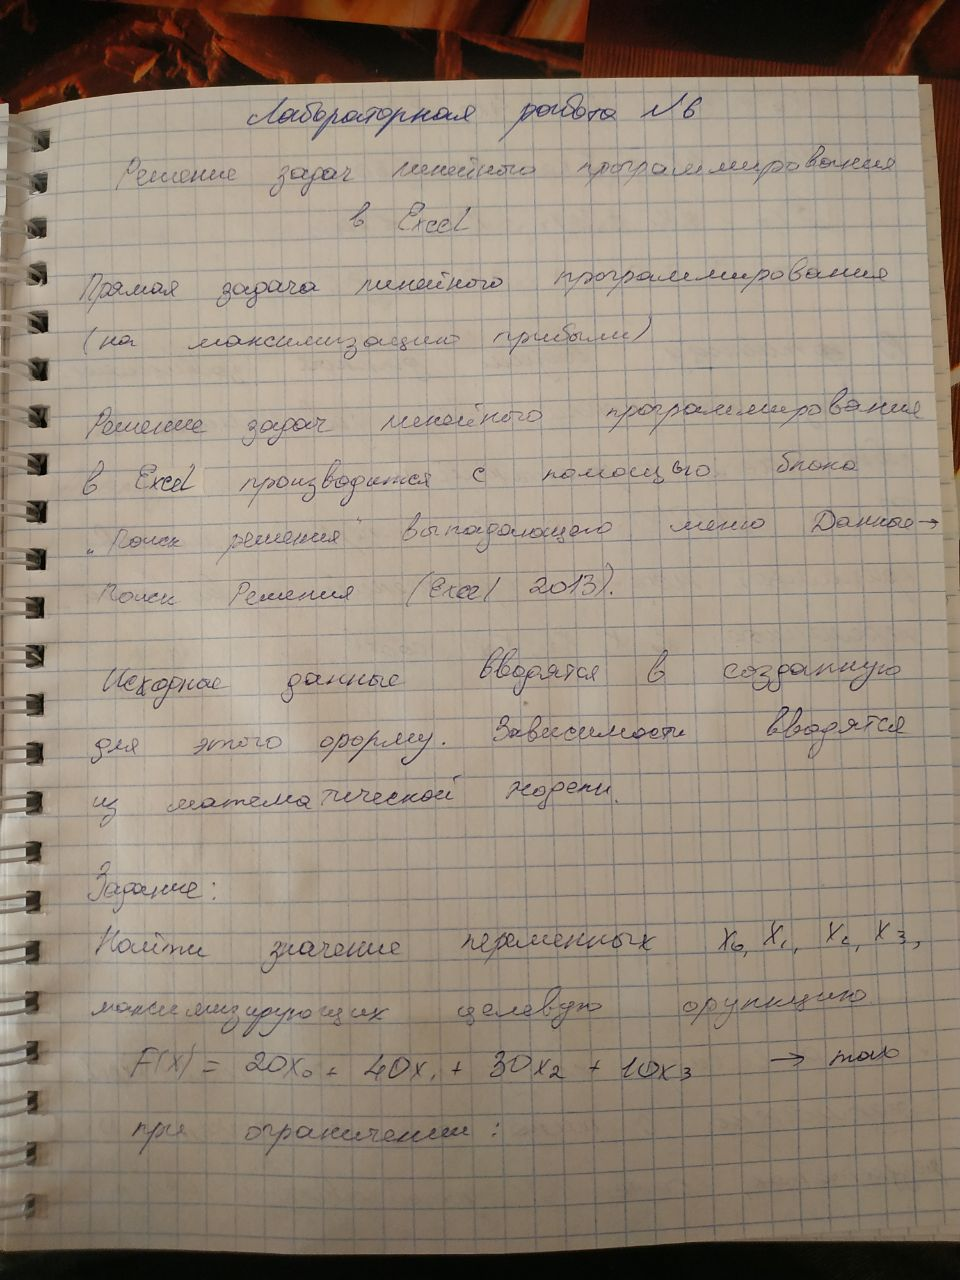 Лабораторная работа №6
Решение задач линейного программирования
в Excel
Прямая задача линейного программирования
(на максимизацию прибыли)
Решение задач линейного программирования
в Excel производится с помощью блока
„Поиск решения" выпадающего меню Данные→
Поиск Решения (Excel 2013).
Исходные данные вводятся в созданную
для этого форму. Зависимости вводятся
из математической модели.
Задание:
Найти значение переменных X₀, X₁, X₂, X₃,
максимизирующих целевую функцию
F(X) = 20x₀ + 40x₁ + 30x₂ + 10x₃ → max
при ограничении: